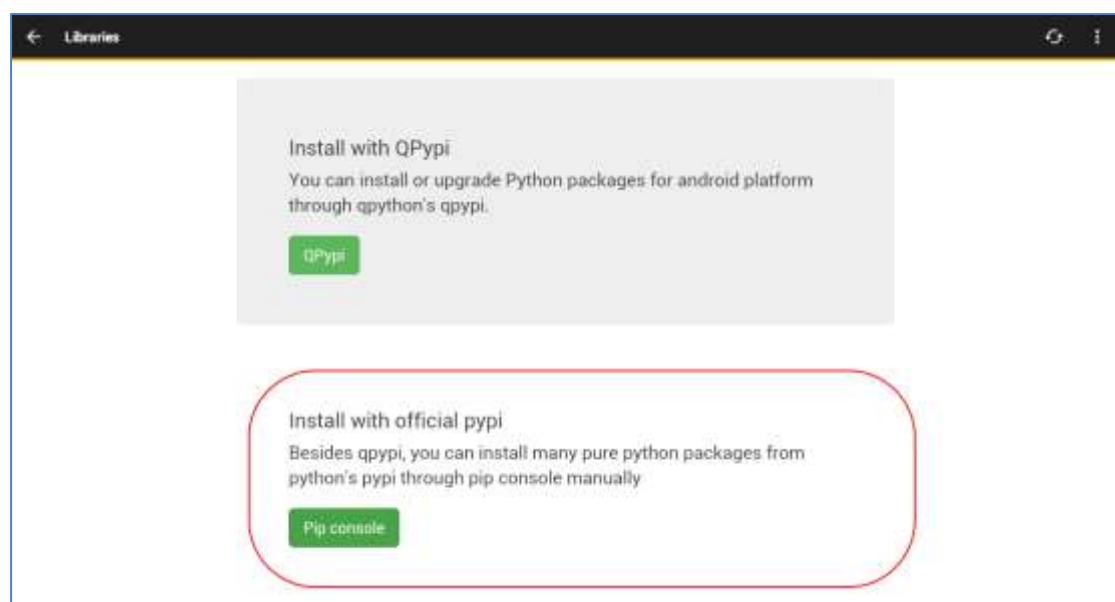 Libraries
Install with QPypi
You can install or upgrade Python packages for android platform
through qpython's qpypi.
QPypi
Install with official pypi
Besides qpypi, you can install many pure python packages from
python's pypi through pip console manually
Pip console